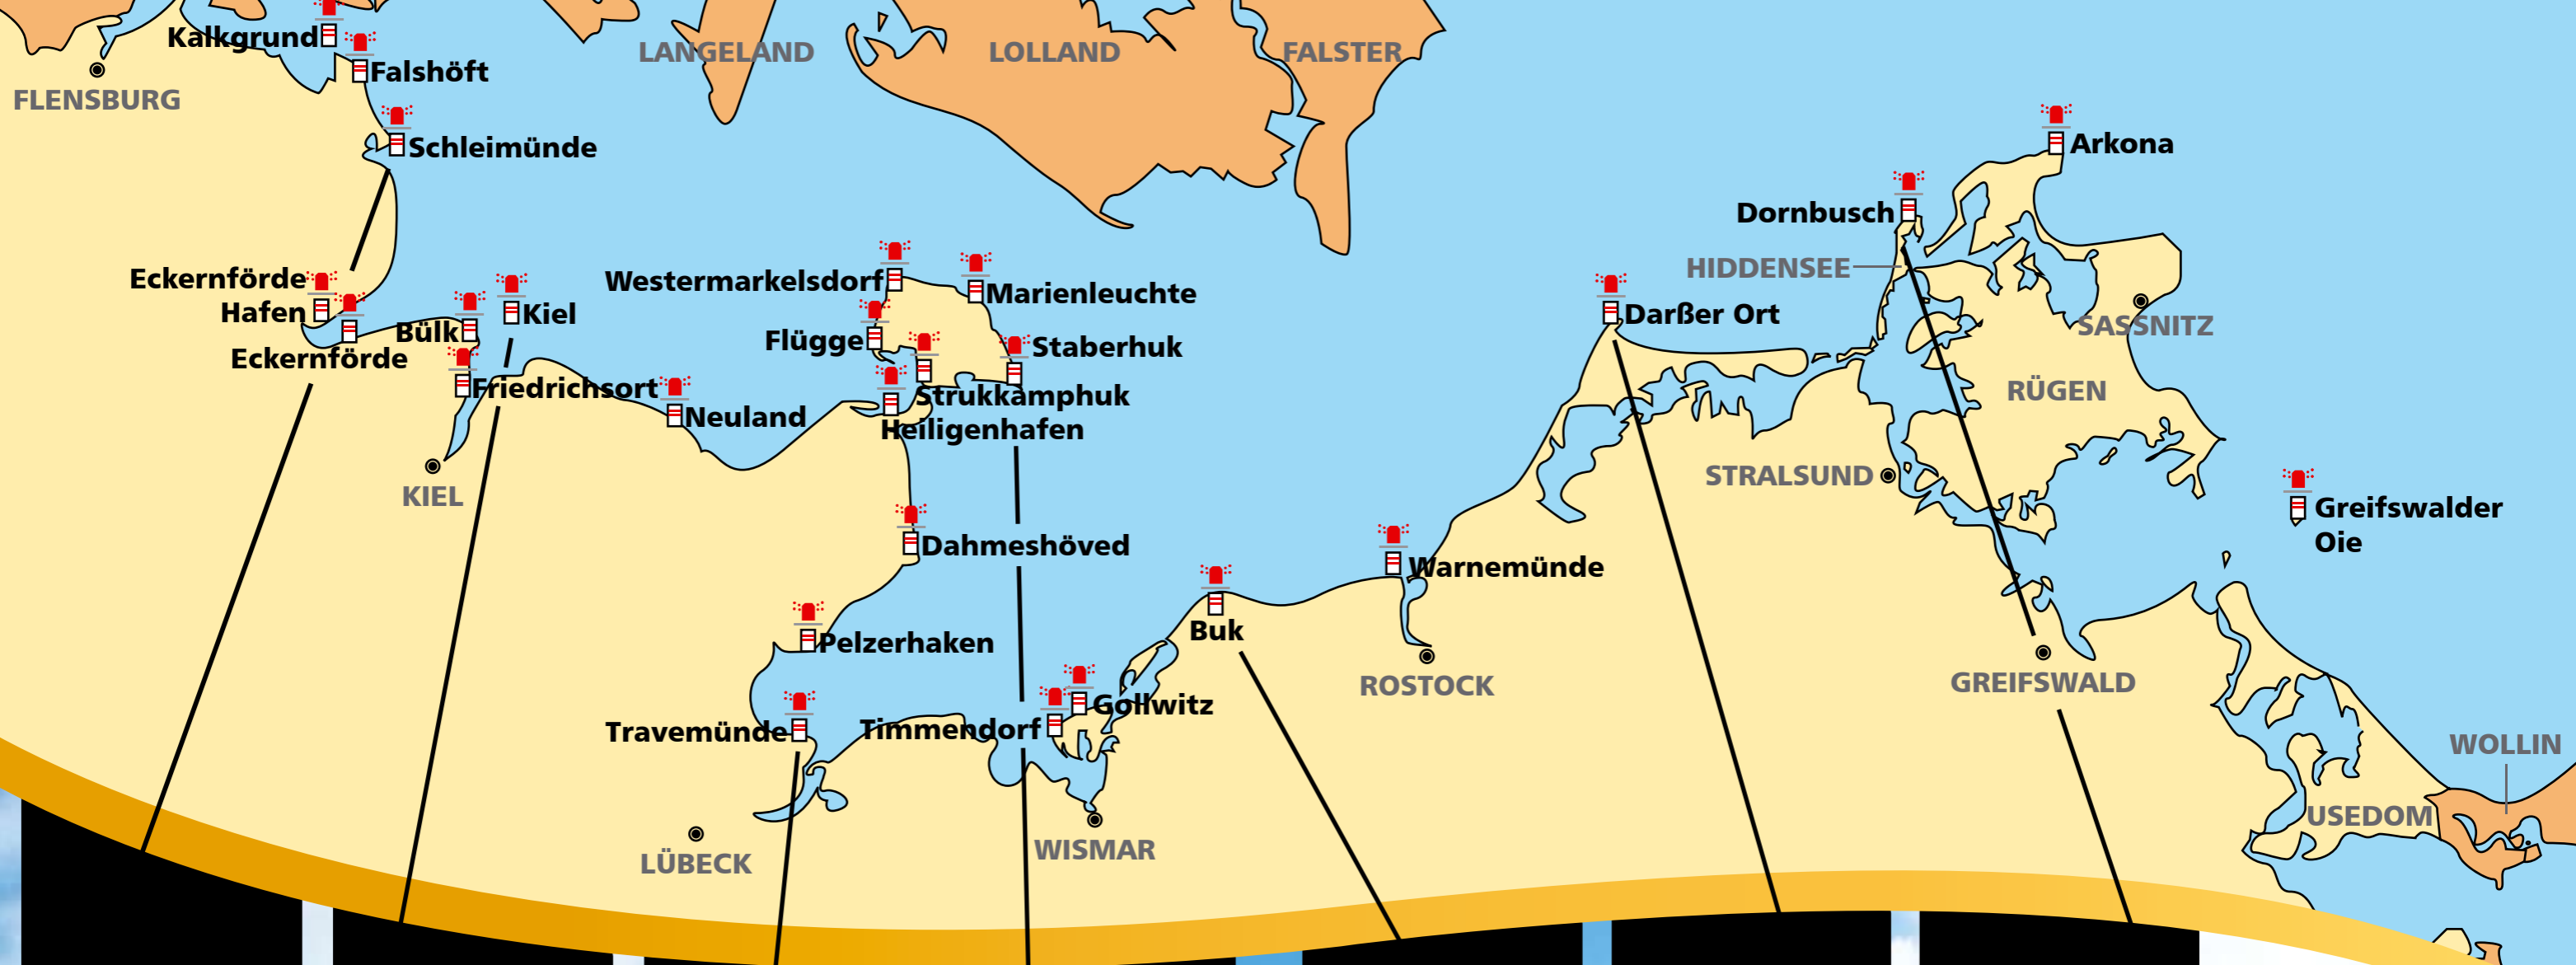 Kalkgrund
LANGELAND
LOLLAND
FALSTER
Falshöft
FLENSBURG
Schleimünde
Arkona
Dornbusch
HIDDENSEE
Eckernförde
Hafen
Westermarkelsdorf
Marienleuchte
Kiel
Bülk
Darßer Ort
SASSNITZ
Flügge
Staberhuk
Eckernförde
Friedrichsort
RÜGEN
Strukkamphuk
Neuland
Heiligenhafen
KIEL
STRALSUND
Greifswalder
Oie
Dahmeshöved
Warnemünde
Buk
Pelzerhaken
ROSTOCK
GREIFSWALD
Gollwitz
Travemünde
Timmendorf
WOLLIN
USEDOM
WISMAR
LÜBECK